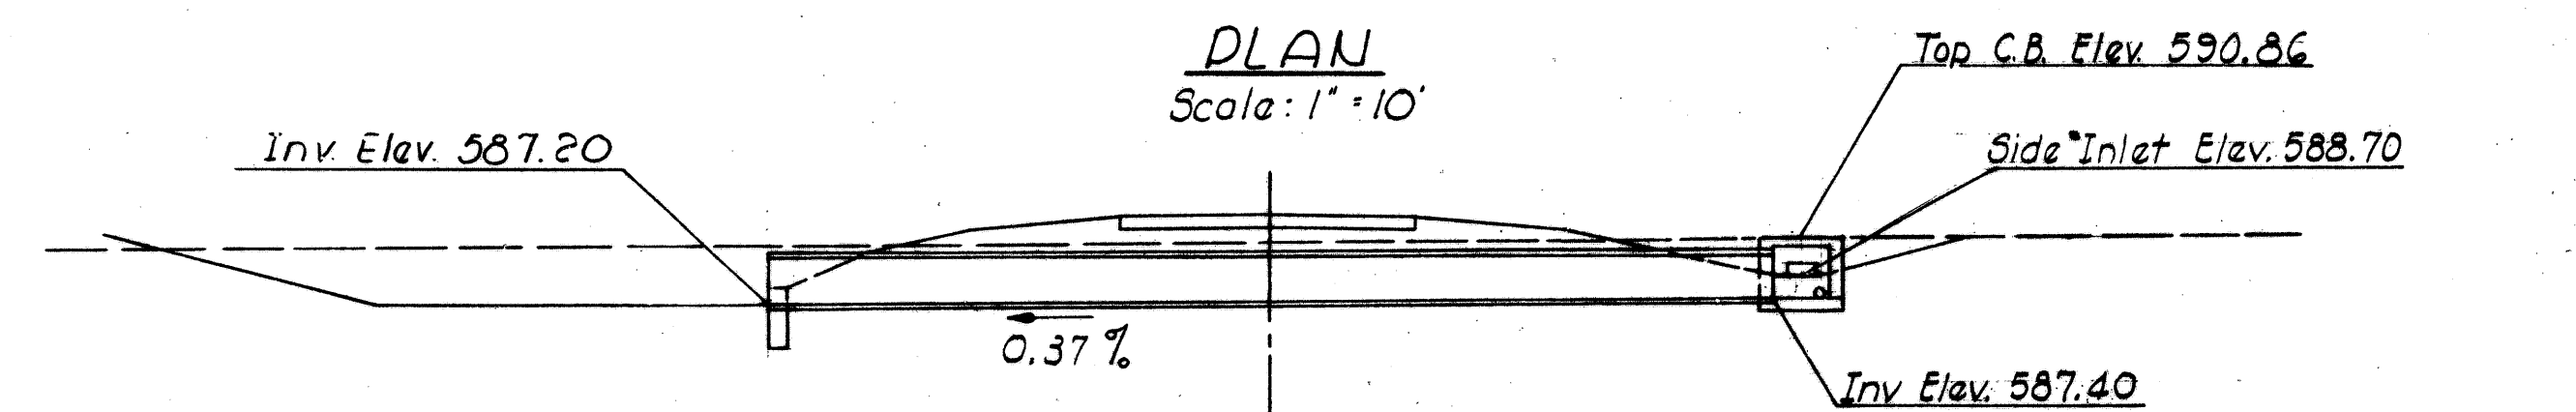 PLAN
Scale: 1" = 10'
Top C.B. Elev. 590.86
Inv. Elev. 587.20
Side Inlet Elev. 588.70
0.37 %
Inv Elev. 587.40